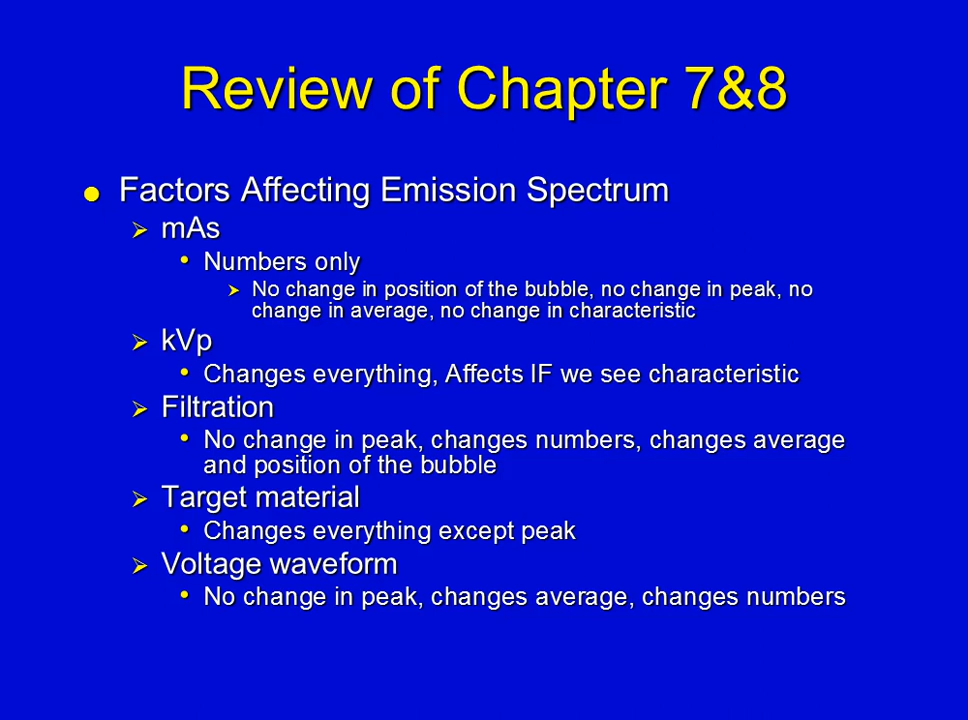 Review of Chapter 7&8
Factors Affecting Emission Spectrum
mAs
Numbers only
No change in position of the bubble, no change in peak, no
change in average, no change in characteristic
kVp
Changes everything, Affects IF we see characteristic
Filtration
No change in peak, changes numbers, changes average
and position of the bubble
Target material
Changes everything except peak
Voltage waveform
No change in peak, changes average, changes numbers